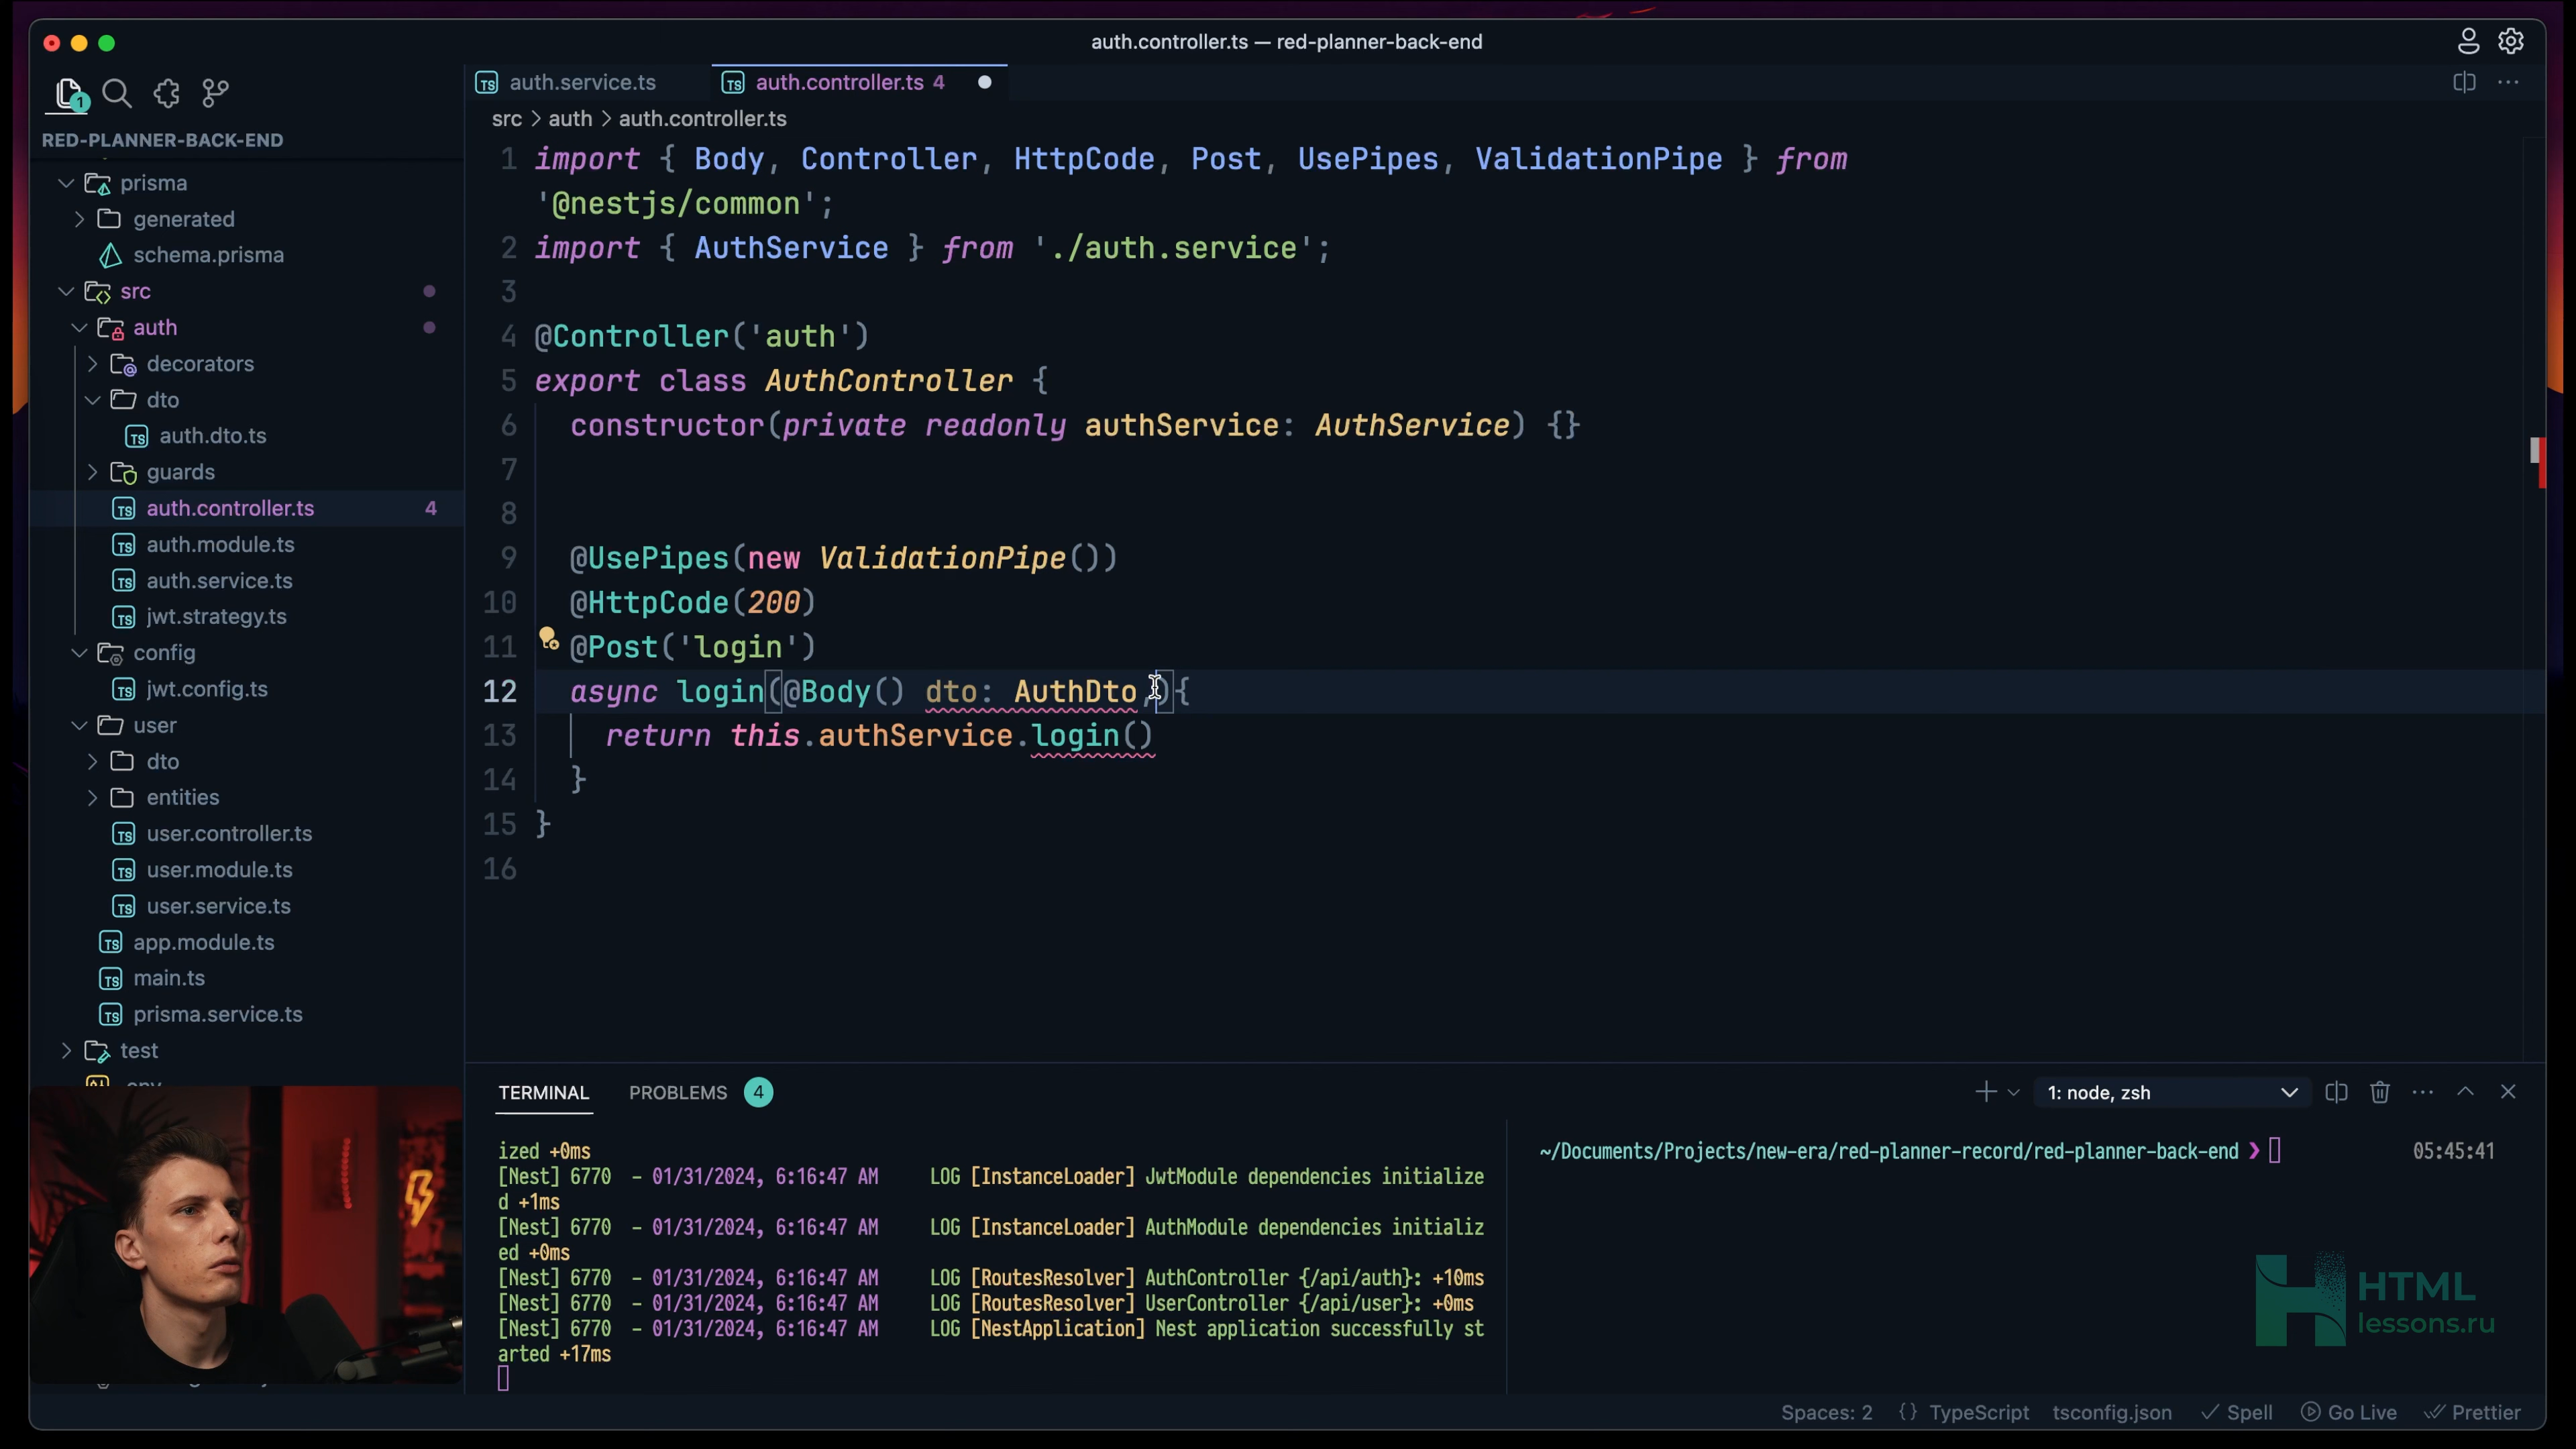 auth.controller.ts — red-planner-back-end
1
RED-PLANNER-BACK-END
prisma
generated
schema.prisma
src
auth
decorators
dto
auth.dto.ts
guards
auth.controller.ts 4
auth.module.ts
auth.service.ts
jwt.strategy.ts
config
jwt.config.ts
user
dto
entities
user.controller.ts
user.module.ts
user.service.ts
app.module.ts
main.ts
prisma.service.ts
test
TS auth.service.ts
TS auth.controller.ts 4
src > auth > auth.controller.ts
1 import { Body, Controller, HttpCode, Post, UsePipes, ValidationPipe } from
'@nestjs/common';
2 import { AuthService } from './auth.service';
3
4 @Controller('auth')
5 export class AuthController {
6 constructor(private readonly authService: AuthService) {}
7
8
9 @UsePipes(new ValidationPipe())
10 @HttpCode(200)
11 @Post('login')
12 async login(@Body() dto: AuthDto,){
13 return this.authService.login()
14 }
15 }
16
TERMINAL PROBLEMS 4
1: node, zsh
ized +0ms
[Nest] 6770 - 01/31/2024, 6:16:47 AM LOG [InstanceLoader] JwtModule dependencies initialize
d +1ms
[Nest] 6770 - 01/31/2024, 6:16:47 AM LOG [InstanceLoader] AuthModule dependencies initializ
ed +0ms
[Nest] 6770 - 01/31/2024, 6:16:47 AM LOG [RoutesResolver] AuthController {/api/auth}: +10ms
[Nest] 6770 - 01/31/2024, 6:16:47 AM LOG [RoutesResolver] UserController {/api/user}: +0ms
[Nest] 6770 - 01/31/2024, 6:16:47 AM LOG [NestApplication] Nest application successfully st
arted +17ms
~/Documents/Projects/new-era/red-planner-record/red-planner-back-end ❯ 05:45:41
HTML
lessons.ru
Spaces: 2 {} TypeScript tsconfig.json ✓ Spell Go Live Prettier